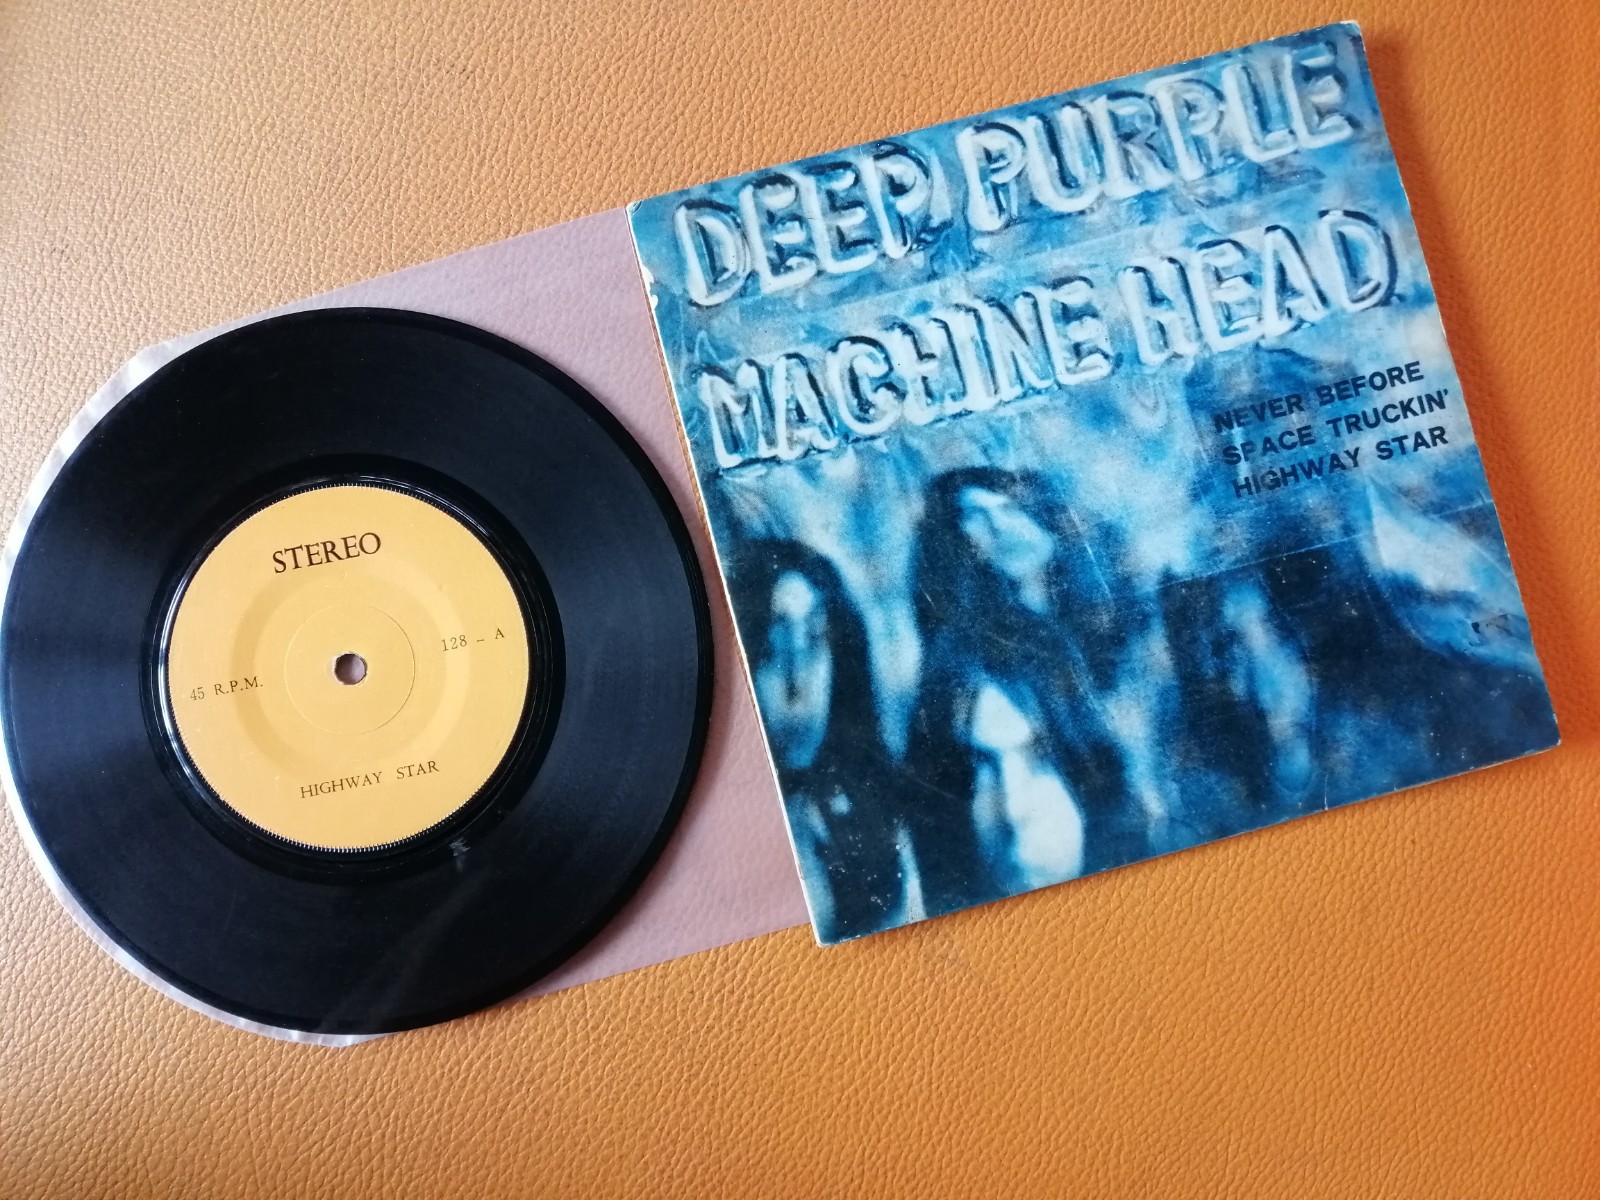 STEREO
45 R.P.M.
128 - A
HIGHWAY STAR
DEEP PURPLE
MACHINE HEAD
NEVER BEFORE
SPACE TRUCKIN'
HIGHWAY STAR